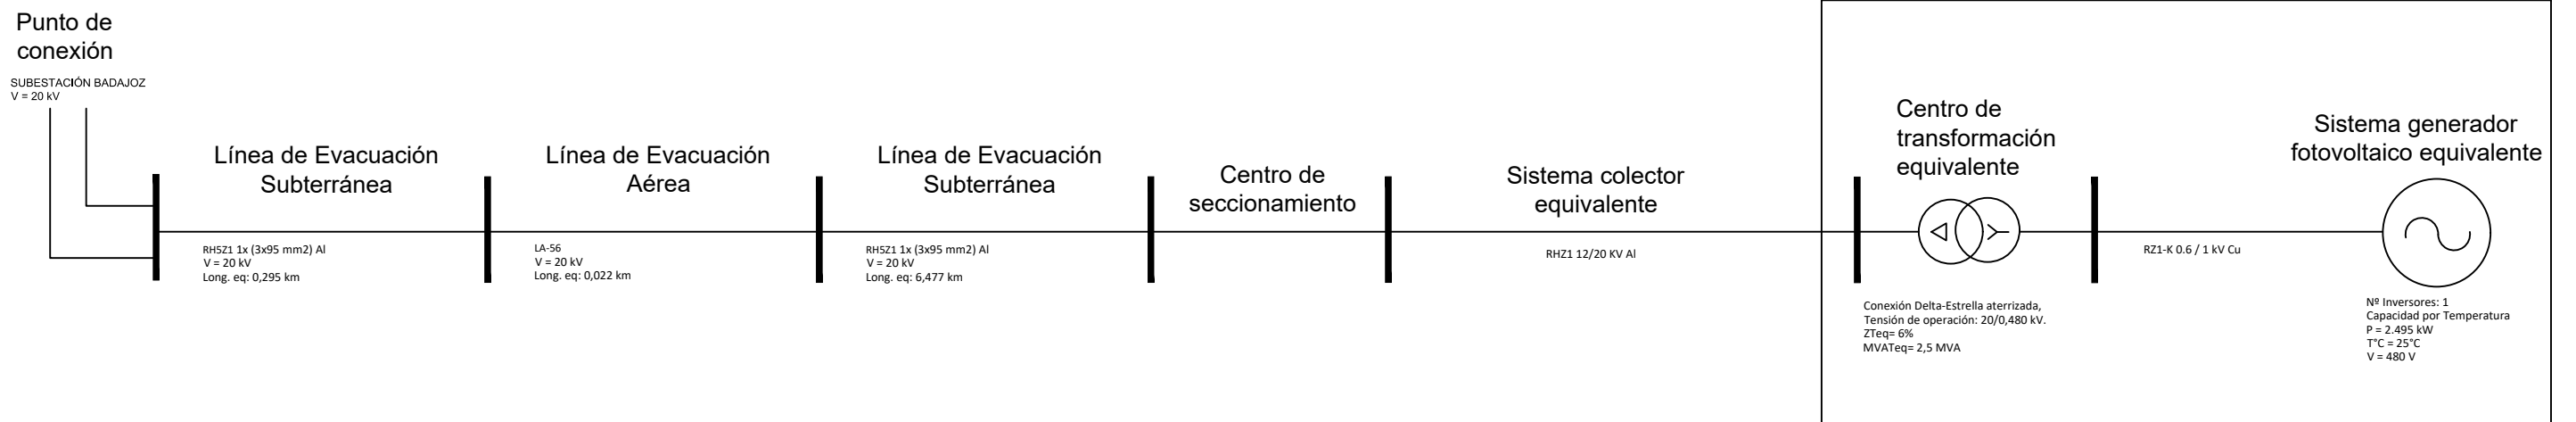 Punto de
conexión
SUBESTACIÓN BADAJOZ
V = 20 kV
Línea de Evacuación
Subterránea
RH5Z1 1x (3x95 mm2) Al
V = 20 kV
Long. eq: 0,295 km
Línea de Evacuación
Aérea
LA-56
V = 20 kV
Long. eq: 0,022 km
Línea de Evacuación
Subterránea
RH5Z1 1x (3x95 mm2) Al
V = 20 kV
Long. eq: 6,477 km
Centro de
seccionamiento
Sistema colector
equivalente
RHZ1 12/20 KV Al
Centro de
transformación
equivalente
Conexión Delta-Estrella aterrizada,
Tensión de operación: 20/0,480 kV.
ZTeq= 6%
MVATeq= 2,5 MVA
RZ1-K 0.6 / 1 kV Cu
Sistema generador
fotovoltaico equivalente
Nº Inversores: 1
Capacidad por Temperatura
P = 2.495 kW
T°C = 25°C
V = 480 V